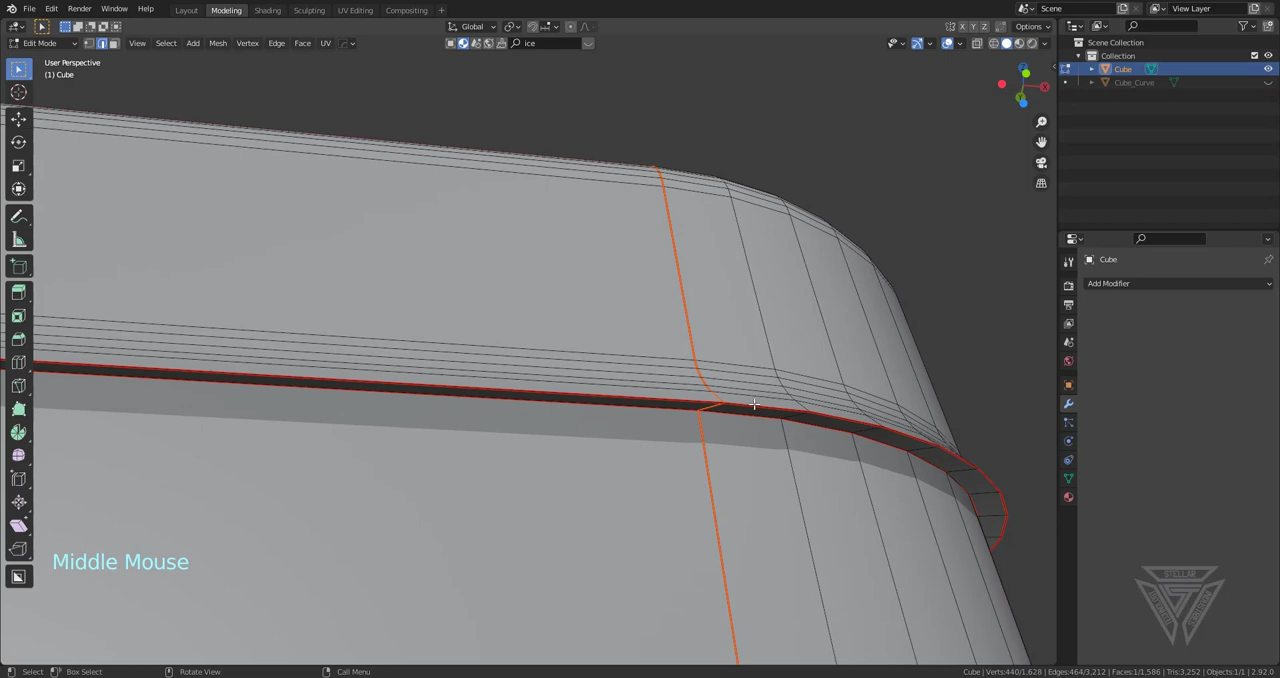 File Edit Render Window Help Layout Modeling Shading Sculpting UV Editing Compositing + Scene View Layer
Global X Y Z Options
Edit Mode View Select Add Mesh Vertex Edge Face UV ice
User Perspective
(1) Cube
Scene Collection
Collection
Cube
Cube_Curve
Z
X
Y
Cube
Add Modifier
Middle Mouse
STELLAR
Select Box Select Rotate View Call Menu Cube | Verts:440/1,628 | Edges:464/3,212 | Faces:1/1,586 | Tris:3,252 | Objects:1/1 | 2.92.0